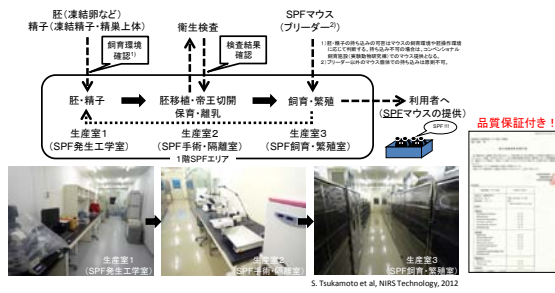 胚(凍結卵など)
精子(凍結精子・精巣上体)
衛生検査
SPFマウス
(ブリーダー2))
飼育環境
確認1)
検査結果
確認
1)胚・精子の持ち込みの可否はマウスの飼育環境や胚操作環境
に応じて判断する。持ち込み不可の場合は、コンベンショナル
飼育施設(実験動物研究棟)でのマウス提供となる。
2)ブリーダー以外のマウス個体での持ち込みは原則不可。
胚・精子
胚移植・帝王切開
保育・離乳
飼育・繁殖
利用者へ
(SPFマウスの提供)
生産室1
(SPF発生工学室)
生産室2
(SPF手術・隔離室)
生産室3
(SPF飼育・繁殖室)
1階SPFエリア
SPF!!!
品質保証付き!
生産室1
(SPF発生工学室)
生産室2
(SPF手術・隔離室)
生産室3
(SPF飼育・繁殖室)
S. Tsukamoto et al, NIRS Technology, 2012